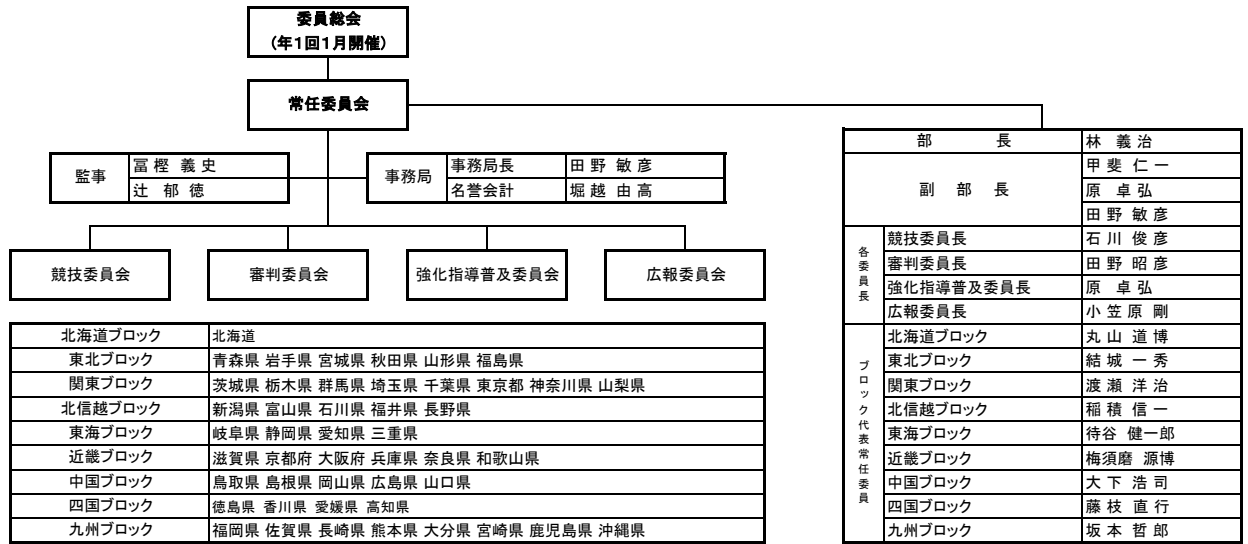 委員総会
(年1回1月開催)
常任委員会
監事 冨樫 義史
辻 郁徳
事務局 事務局長 田野 敏彦
名誉会計 堀越 由高
競技委員会 審判委員会 強化指導普及委員会 広報委員会
北海道ブロック 北海道
東北ブロック 青森県 岩手県 宮城県 秋田県 山形県 福島県
関東ブロック 茨城県 栃木県 群馬県 埼玉県 千葉県 東京都 神奈川県 山梨県
北信越ブロック 新潟県 富山県 石川県 福井県 長野県
東海ブロック 岐阜県 静岡県 愛知県 三重県
近畿ブロック 滋賀県 京都府 大阪府 兵庫県 奈良県 和歌山県
中国ブロック 鳥取県 島根県 岡山県 広島県 山口県
四国ブロック 徳島県 香川県 愛媛県 高知県
九州ブロック 福岡県 佐賀県 長崎県 熊本県 大分県 宮崎県 鹿児島県 沖縄県
部長 林 義治
副部長 甲斐 仁一
原 卓弘
田野 敏彦
各委員長
競技委員長 石川 俊彦
審判委員長 田野 昭彦
強化指導普及委員長 原 卓弘
広報委員長 小笠原 剛
ブロック代表常任委員
北海道ブロック 丸山 道博
東北ブロック 結城 一秀
関東ブロック 渡瀬 洋治
北信越ブロック 稲積 信一
東海ブロック 待谷 健一郎
近畿ブロック 梅須磨 源博
中国ブロック 大下 浩司
四国ブロック 藤枝 直行
九州ブロック 坂本 哲郎